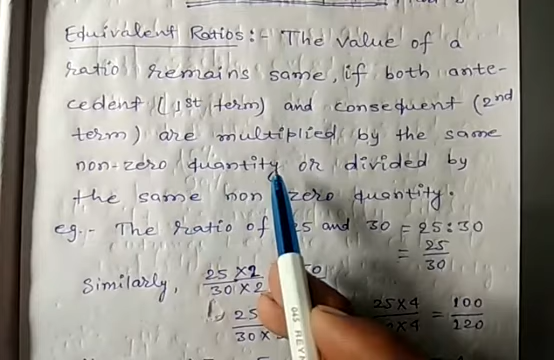 Equivalent Ratios :- The value of a
ratio remains same, if both ante-
cedent (1st term) and consequent (2nd
term) are multiplied by the same
non-zero quantity or divided by
the same non zero quantity.
eg.- The ratio of 25 and 30 = 25:30
= 25/30
Similarly, 25×2/30×2
25×4/30×4 = 100/120